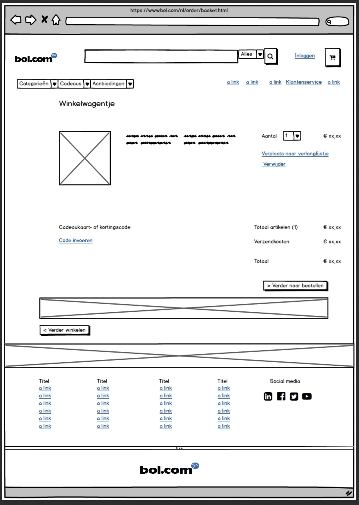 https://www.bol.com/nl/order/basket.html
bol.com
Alles
Inloggen
Categorieën Cadeaus Aanbiedingen
a link a link a link Klantenservice a link
Winkelwagentje
Aantal 1 € xx,xx
Verplaats naar verlanglijstje
Verwijder
Cadeaukaart- of kortingscode
Totaal artikelen (1) € xx,xx
Code invoeren
Verzendkosten € xx,xx
Totaal € xx,xx
> Verder naar bestellen
< Verder winkelen
Titel Titel Titel Titel Social media
a link a link a link a link
a link a link a link a link
a link a link a link a link
a link a link a link a link
a link a link a link a link
a link a link a link a link
bol.com